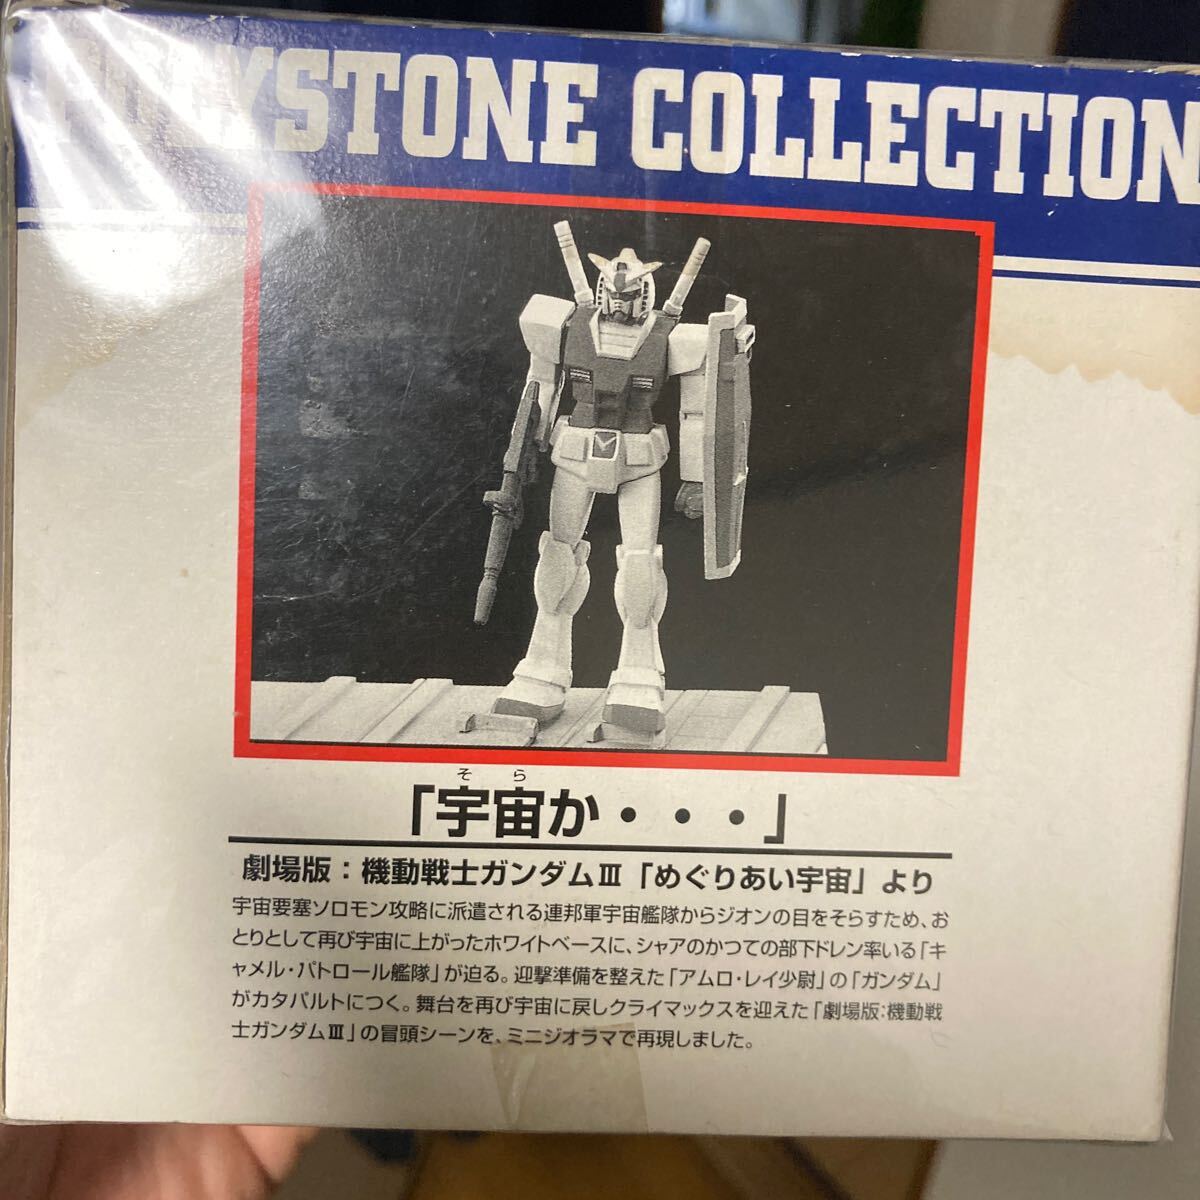 POLYSTONE COLLECTION
そら
「宇宙か・・・」
劇場版：機動戦士ガンダムⅢ「めぐりあい宇宙」より
宇宙要塞ソロモン攻略に派遣される連邦軍宇宙艦隊からジオンの目をそらすため、お
とりとして再び宇宙に上がったホワイトベースに、シャアのかつての部下ドレン率いる「キ
ャメル・パトロール艦隊」が迫る。迎撃準備を整えた「アムロ・レイ少尉」の「ガンダム」
がカタパルトにつく。舞台を再び宇宙に戻しクライマックスを迎えた「劇場版:機動戦
士ガンダムⅢ」の冒頭シーンを、ミニジオラマで再現しました。